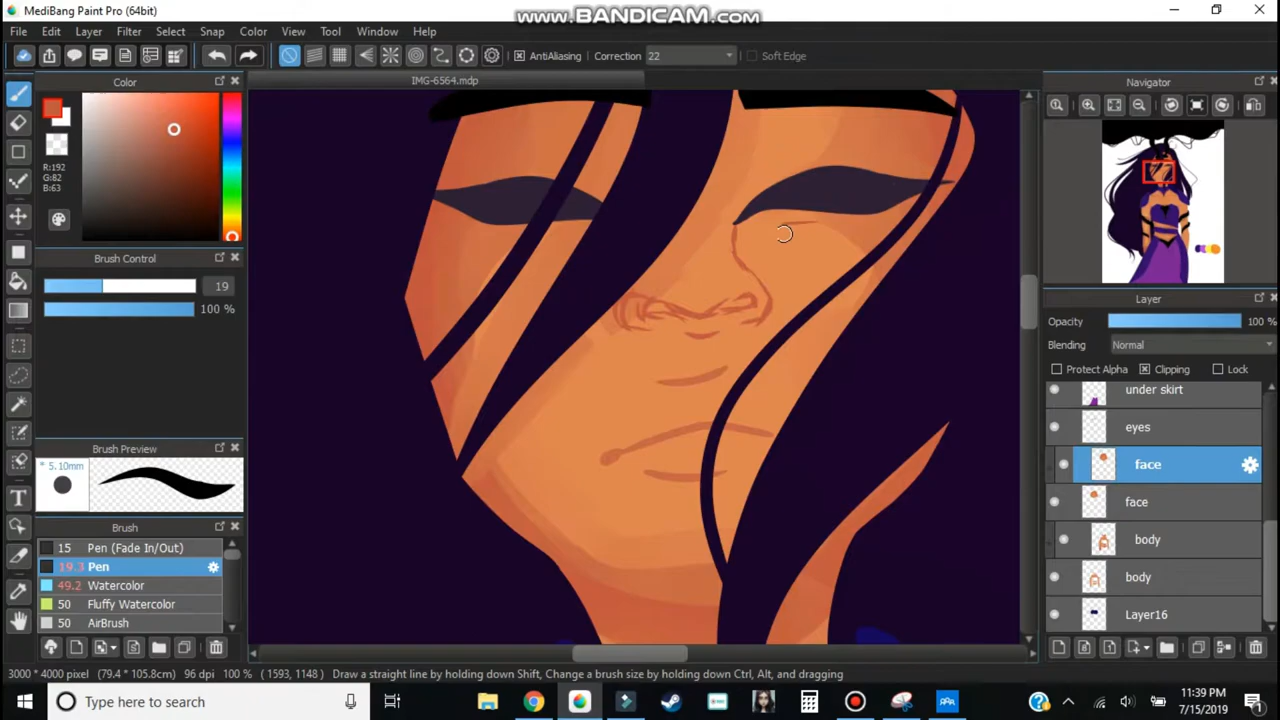 MediBang Paint Pro (64bit)
www.BANDICAM.com
File Edit Layer Filter Select Snap Color View Tool Window Help
AntiAliasing Correction 22 Soft Edge
Color
IMG-6564.mdp
Navigator
R:192
G:82
B:63
Brush Control
19
100 %
Layer
Opacity 100 %
Blending Normal
Protect Alpha Clipping Lock
under skirt
eyes
face
face
body
body
Layer16
Brush Preview
* 5.10mm
Brush
15 Pen (Fade In/Out)
19.3 Pen
49.2 Watercolor
50 Fluffy Watercolor
50 AirBrush
3000 * 4000 pixel (79.4 * 105.8cm) 96 dpi 100 % ( 1593, 1148 ) Draw a straight line by holding down Shift, Change a brush size by holding down Ctrl, Alt, and dragging
Type here to search
11:39 PM
7/15/2019
1